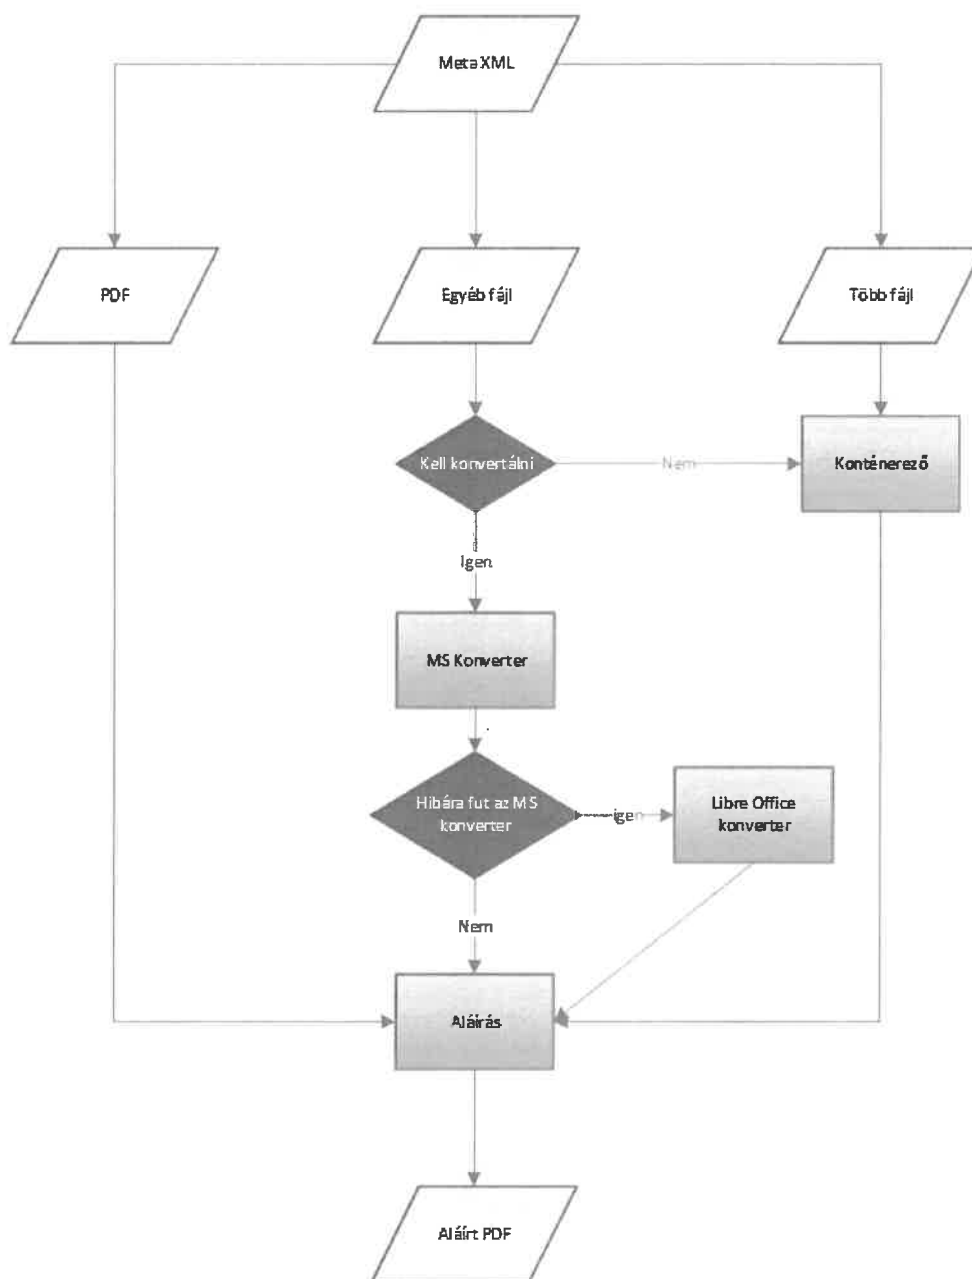 Meta XML
PDF
Egyéb fájl
Több fájl
Kell konvertálni
Nem
Konténerező
Igen
MS Konverter
Hibára fut az MS
konverter
igen
Libre Office
konverter
Nem
Aláírás
Aláírt PDF